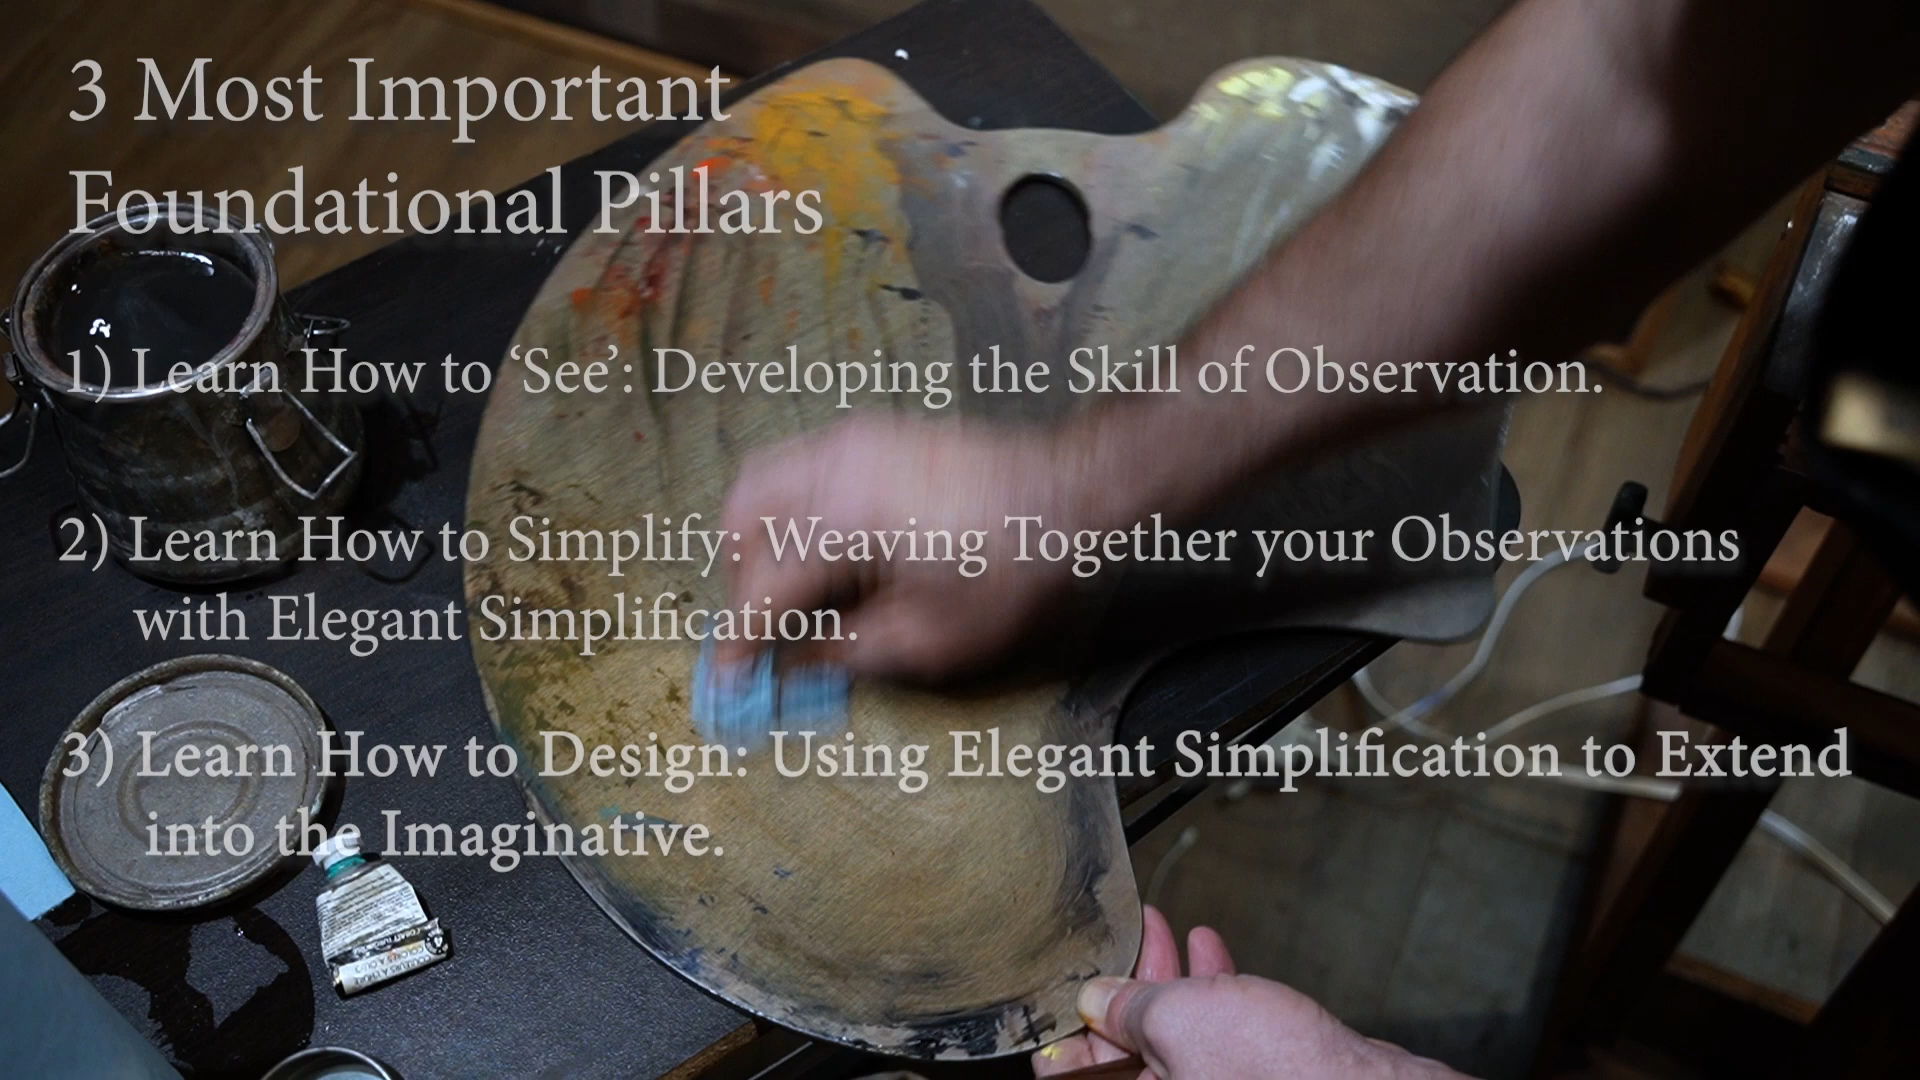 3 Most Important
Foundational Pillars
1) Learn How to ‘See’: Developing the Skill of Observation.
2) Learn How to Simplify: Weaving Together your Observations
with Elegant Simplification.
3) Learn How to Design: Using Elegant Simplification to Extend
into the Imaginative.